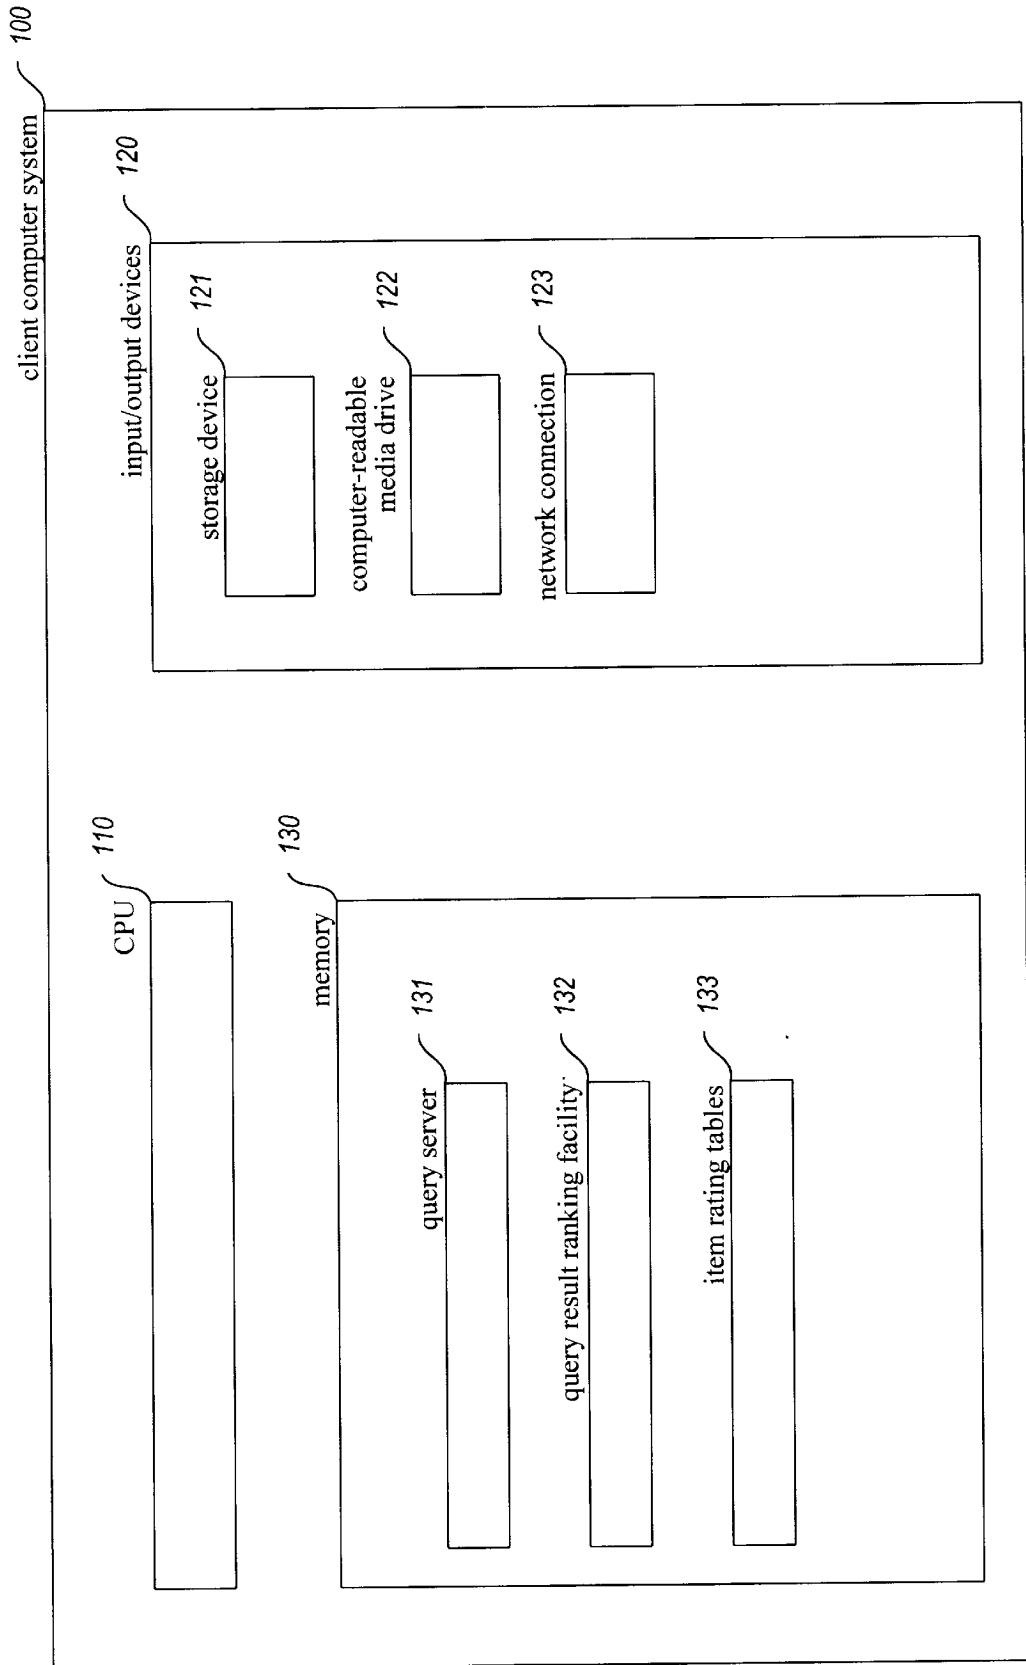 client computer system
100
CPU
110
memory
130
query server
131
query result ranking facility
132
item rating tables
133
input/output devices
120
storage device
121
computer-readable
media drive
122
network connection
123